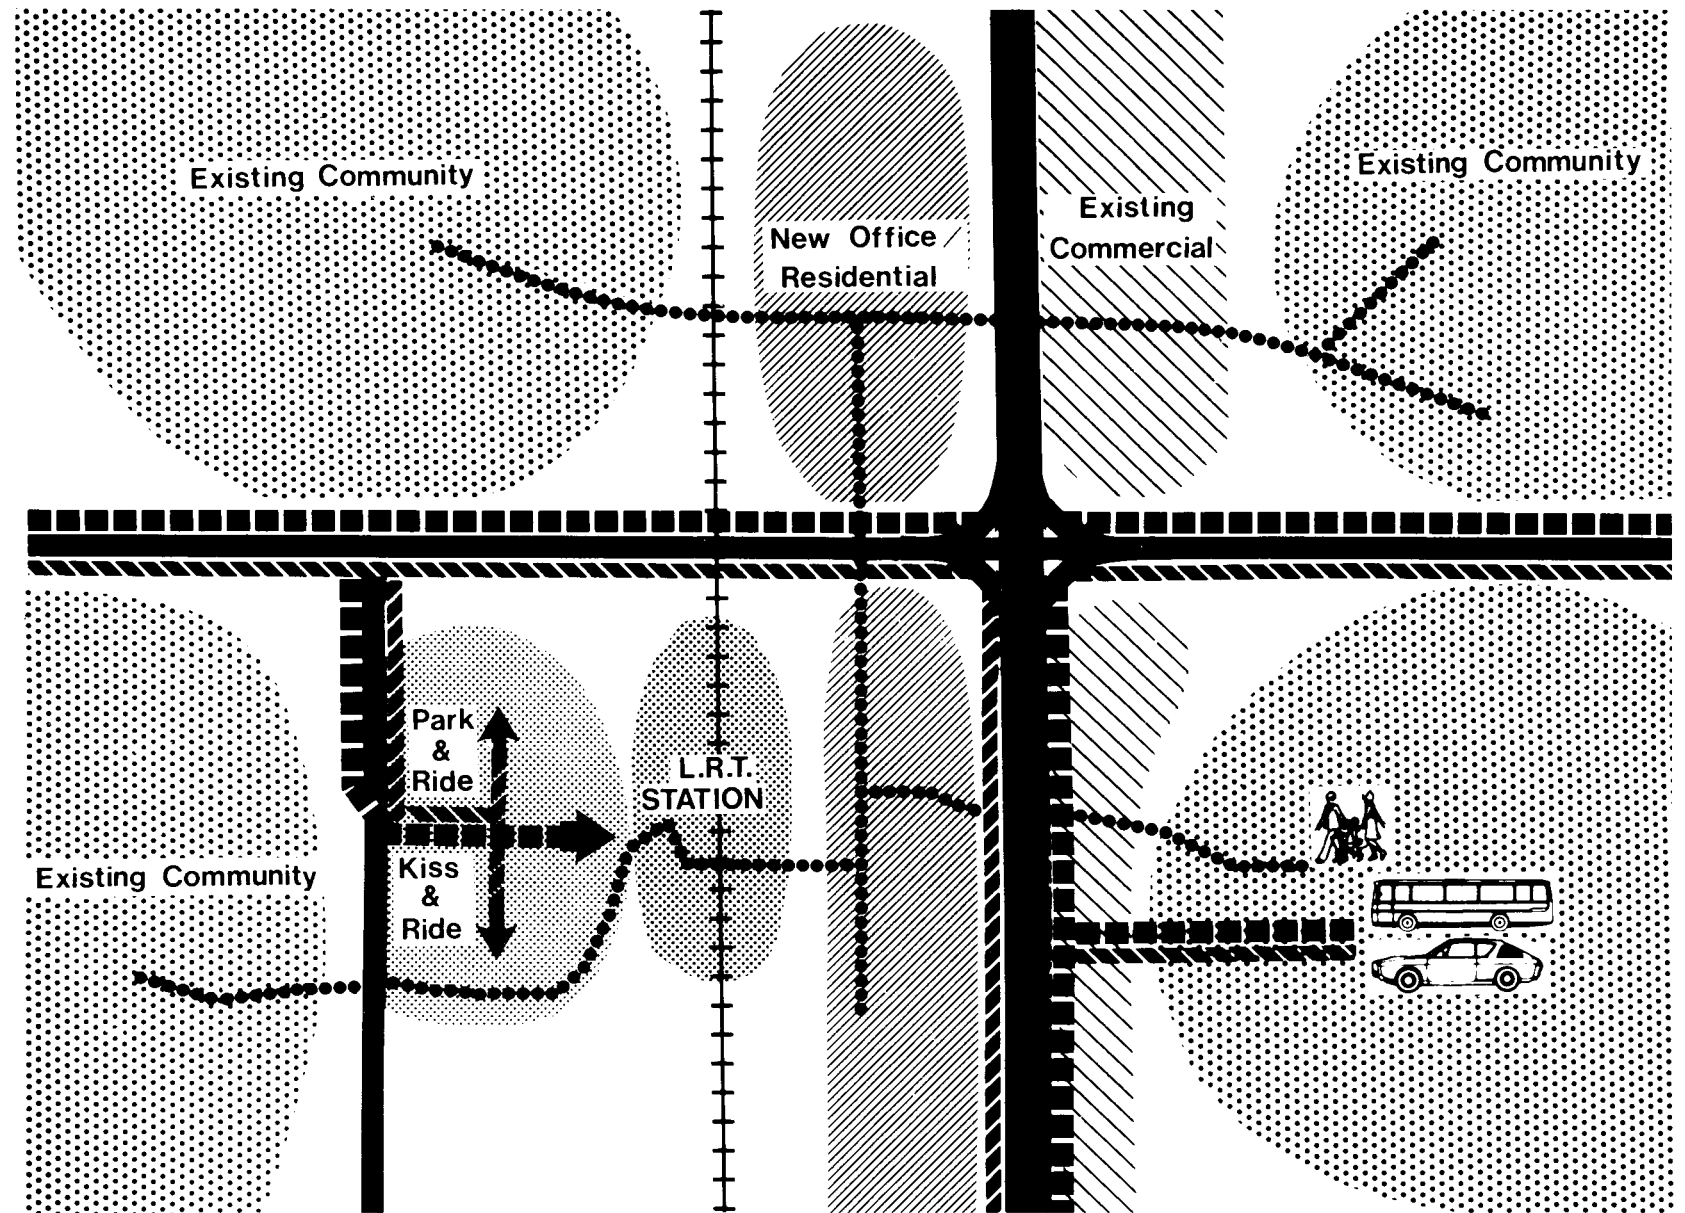 Existing Community
Existing Community
Existing
Commercial
New Office /
Residential
Park
&
Ride
L.R.T.
STATION
Kiss
&
Ride
Existing Community